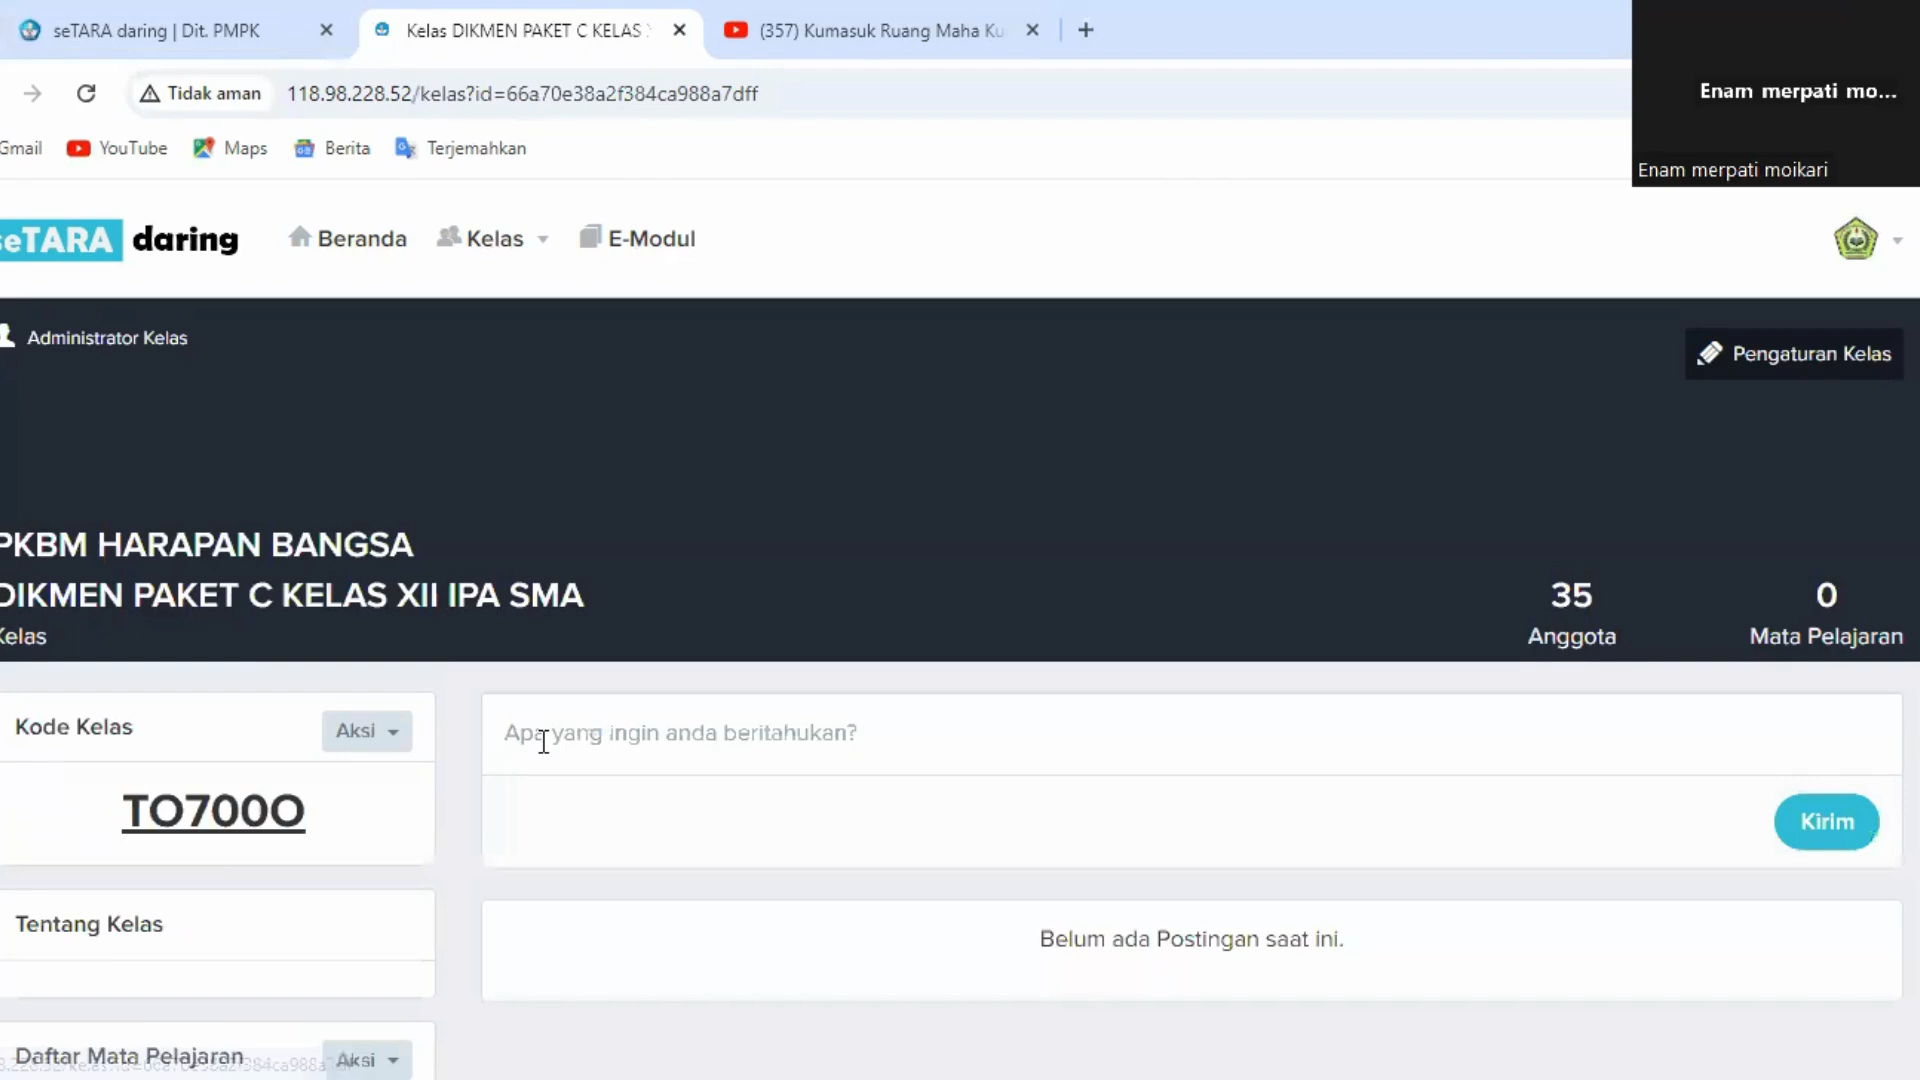 seTARA daring | Dit. PMPK
Kelas DIKMEN PAKET C KELAS
(357) Kumasuk Ruang Maha Ku
Tidak aman
118.98.228.52/kelas?id=66a70e38a2f384ca988a7dff
Enam merpati mo...
Enam merpati moikari
Gmail
YouTube
Maps
Berita
Terjemahkan
seTARA daring
Beranda
Kelas
E-Modul
Administrator Kelas
Pengaturan Kelas
PKBM HARAPAN BANGSA
DIKMEN PAKET C KELAS XII IPA SMA
Kelas
35
Anggota
0
Mata Pelajaran
Kode Kelas
Aksi
TO700O
Apa yang ingin anda beritahukan?
Kirim
Tentang Kelas
Belum ada Postingan saat ini.
Daftar Mata Pelajaran
Aksi